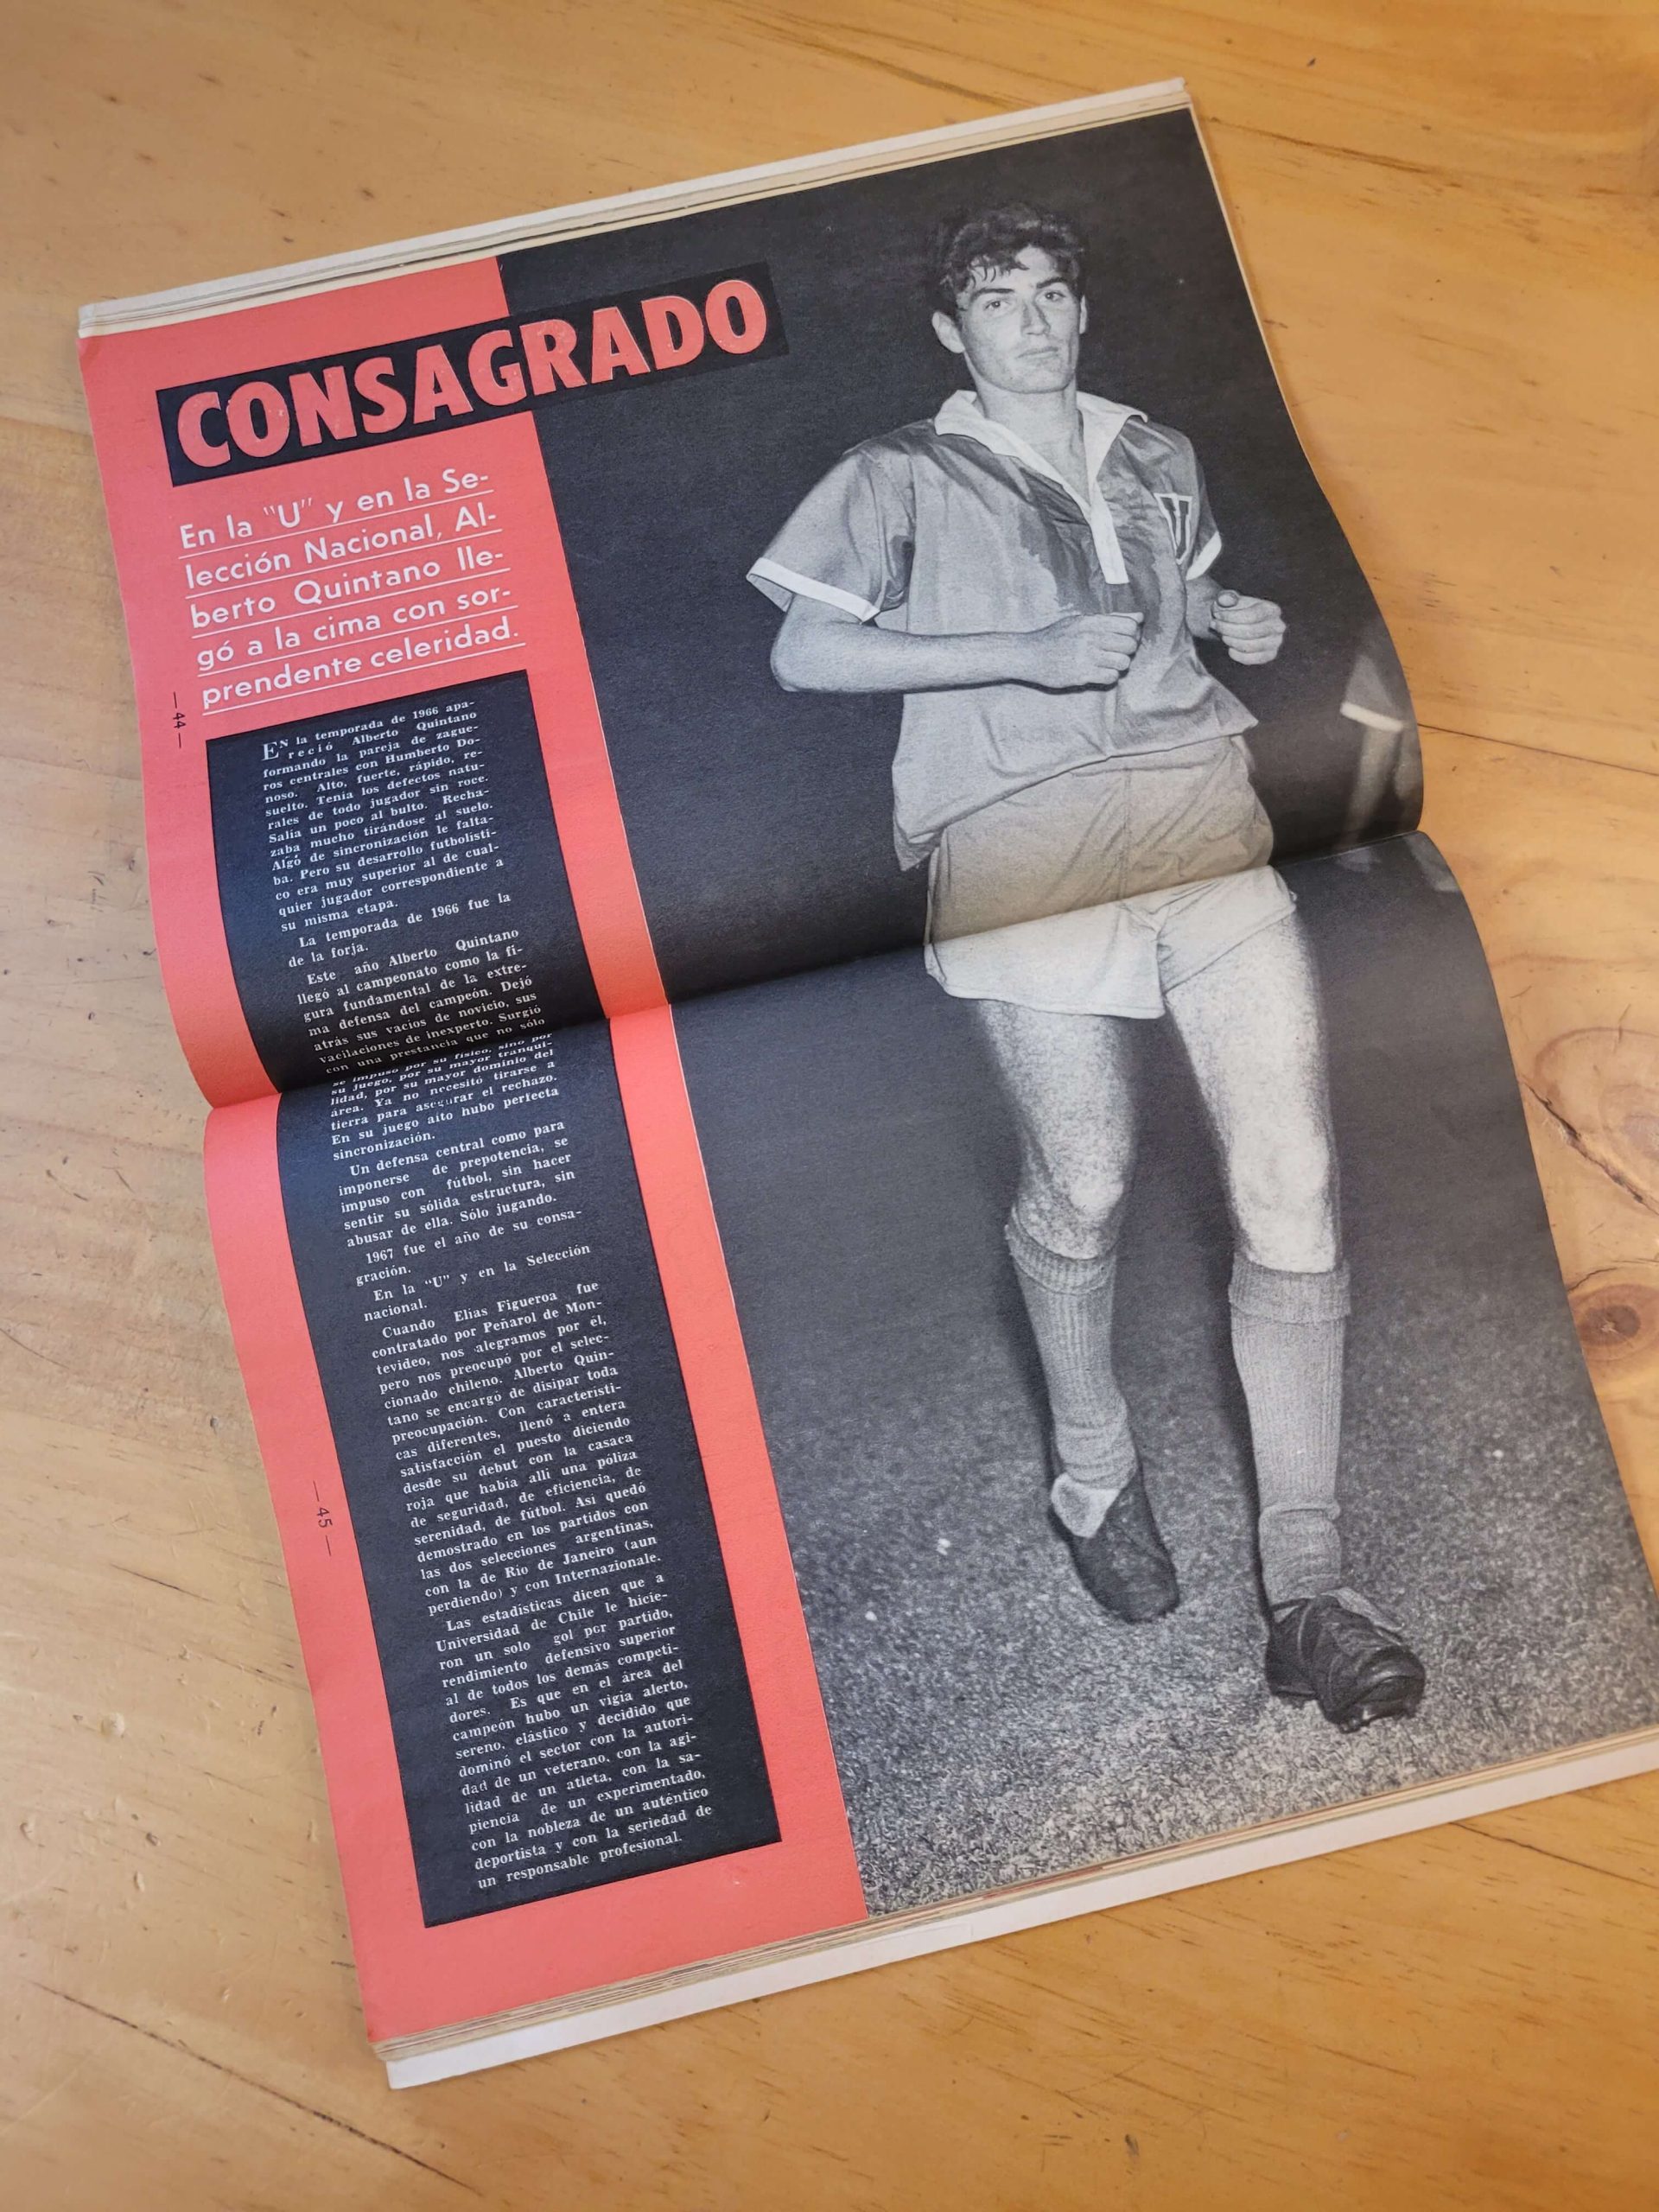 CONSAGRADO
En la "U" y en la Se-
lección Nacional, Al-
berto Quintano lle-
gó a la cima con sor-
prendente celeridad.
— 44 —
EN la temporada de 1966 apa-
reció Alberto Quintano
formando la pareja de zague-
ros centrales con Humberto Do-
noso. Alto, fuerte, rápido, re-
suelto. Tenía los defectos natu-
rales de todo jugador sin roce.
Salía un poco al bulto. Recha-
zaba mucho tirándose al suelo.
Algo de sincronización le falta-
ba. Pero su desarrollo futbolísti-
co era muy superior al de cual-
quier jugador correspondiente a
su misma etapa.
La temporada de 1966 fue la
de la forja.
Este año Alberto Quintano
llegó al campeonato como la fi-
gura fundamental de la extre-
ma defensa del campeón. Dejó
atrás sus vacíos de novicio, sus
vacilaciones de inexperto. Surgió
con una prestancia que no sólo
se impuso por su físico, sino por
su juego, por su mayor tranqui-
lidad, por su mayor dominio del
área. Ya no necesitó tirarse a
tierra para asegurar el rechazo.
En su juego alto hubo perfecta
sincronización.
Un defensa central como para
imponerse de prepotencia, se
impuso con fútbol, sin hacer
sentir su sólida estructura, sin
abusar de ella. Sólo jugando.
1967 fue el año de su consa-
gración.
En la "U" y en la Selección
nacional.
Cuando Elías Figueroa fue
contratado por Peñarol de Mon-
tevideo, nos alegramos por él,
pero nos preocupó por el selec-
cionado chileno. Alberto Quin-
tano se encargó de disipar toda
preocupación. Con característi-
cas diferentes, llenó a entera
satisfacción el puesto diciendo
desde su debut con la casaca
roja que había allí una póliza
de seguridad, de eficiencia, de
serenidad, de fútbol. Así quedó
demostrado en los partidos con
las dos selecciones argentinas,
con la de Río de Janeiro (aun
perdiendo) y con Internazionale.
Las estadísticas dicen que a
Universidad de Chile le hicie-
ron un solo gol por partido,
rendimiento defensivo superior
al de todos los demás competi-
dores. Es que en el área del
campeón hubo un vigía alerto,
sereno, elástico y decidido que
dominó el sector con la autori-
dad de un veterano, con la agi-
lidad de un atleta, con la sa-
piencia de un experimentado,
con la nobleza de un auténtico
deportista y con la seriedad de
un responsable profesional.
— 45 —
U